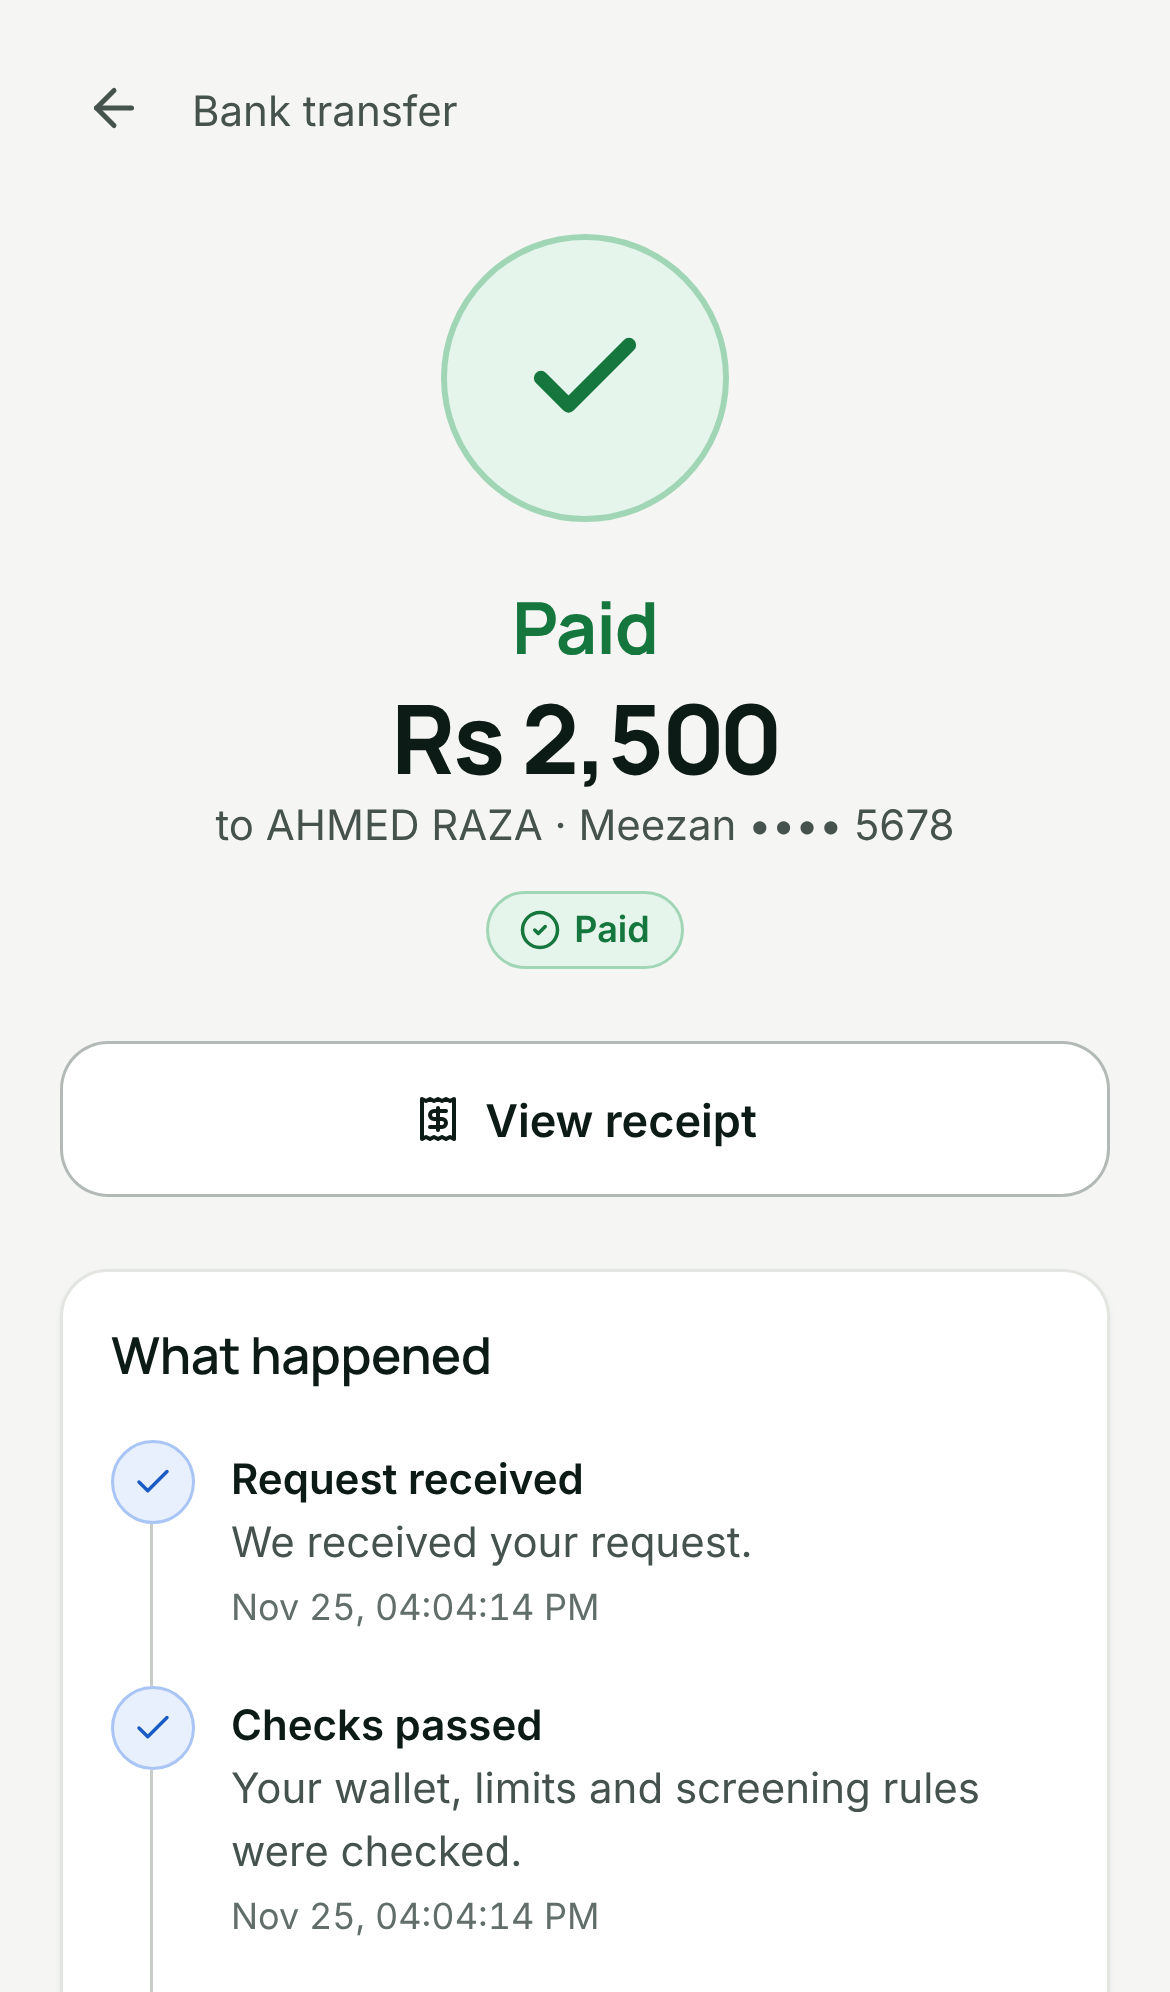 Bank transfer
Paid
Rs 2,500
to AHMED RAZA · Meezan •••• 5678
Paid
View receipt
What happened
Request received
We received your request.
Nov 25, 04:04:14 PM
Checks passed
Your wallet, limits and screening rules
were checked.
Nov 25, 04:04:14 PM